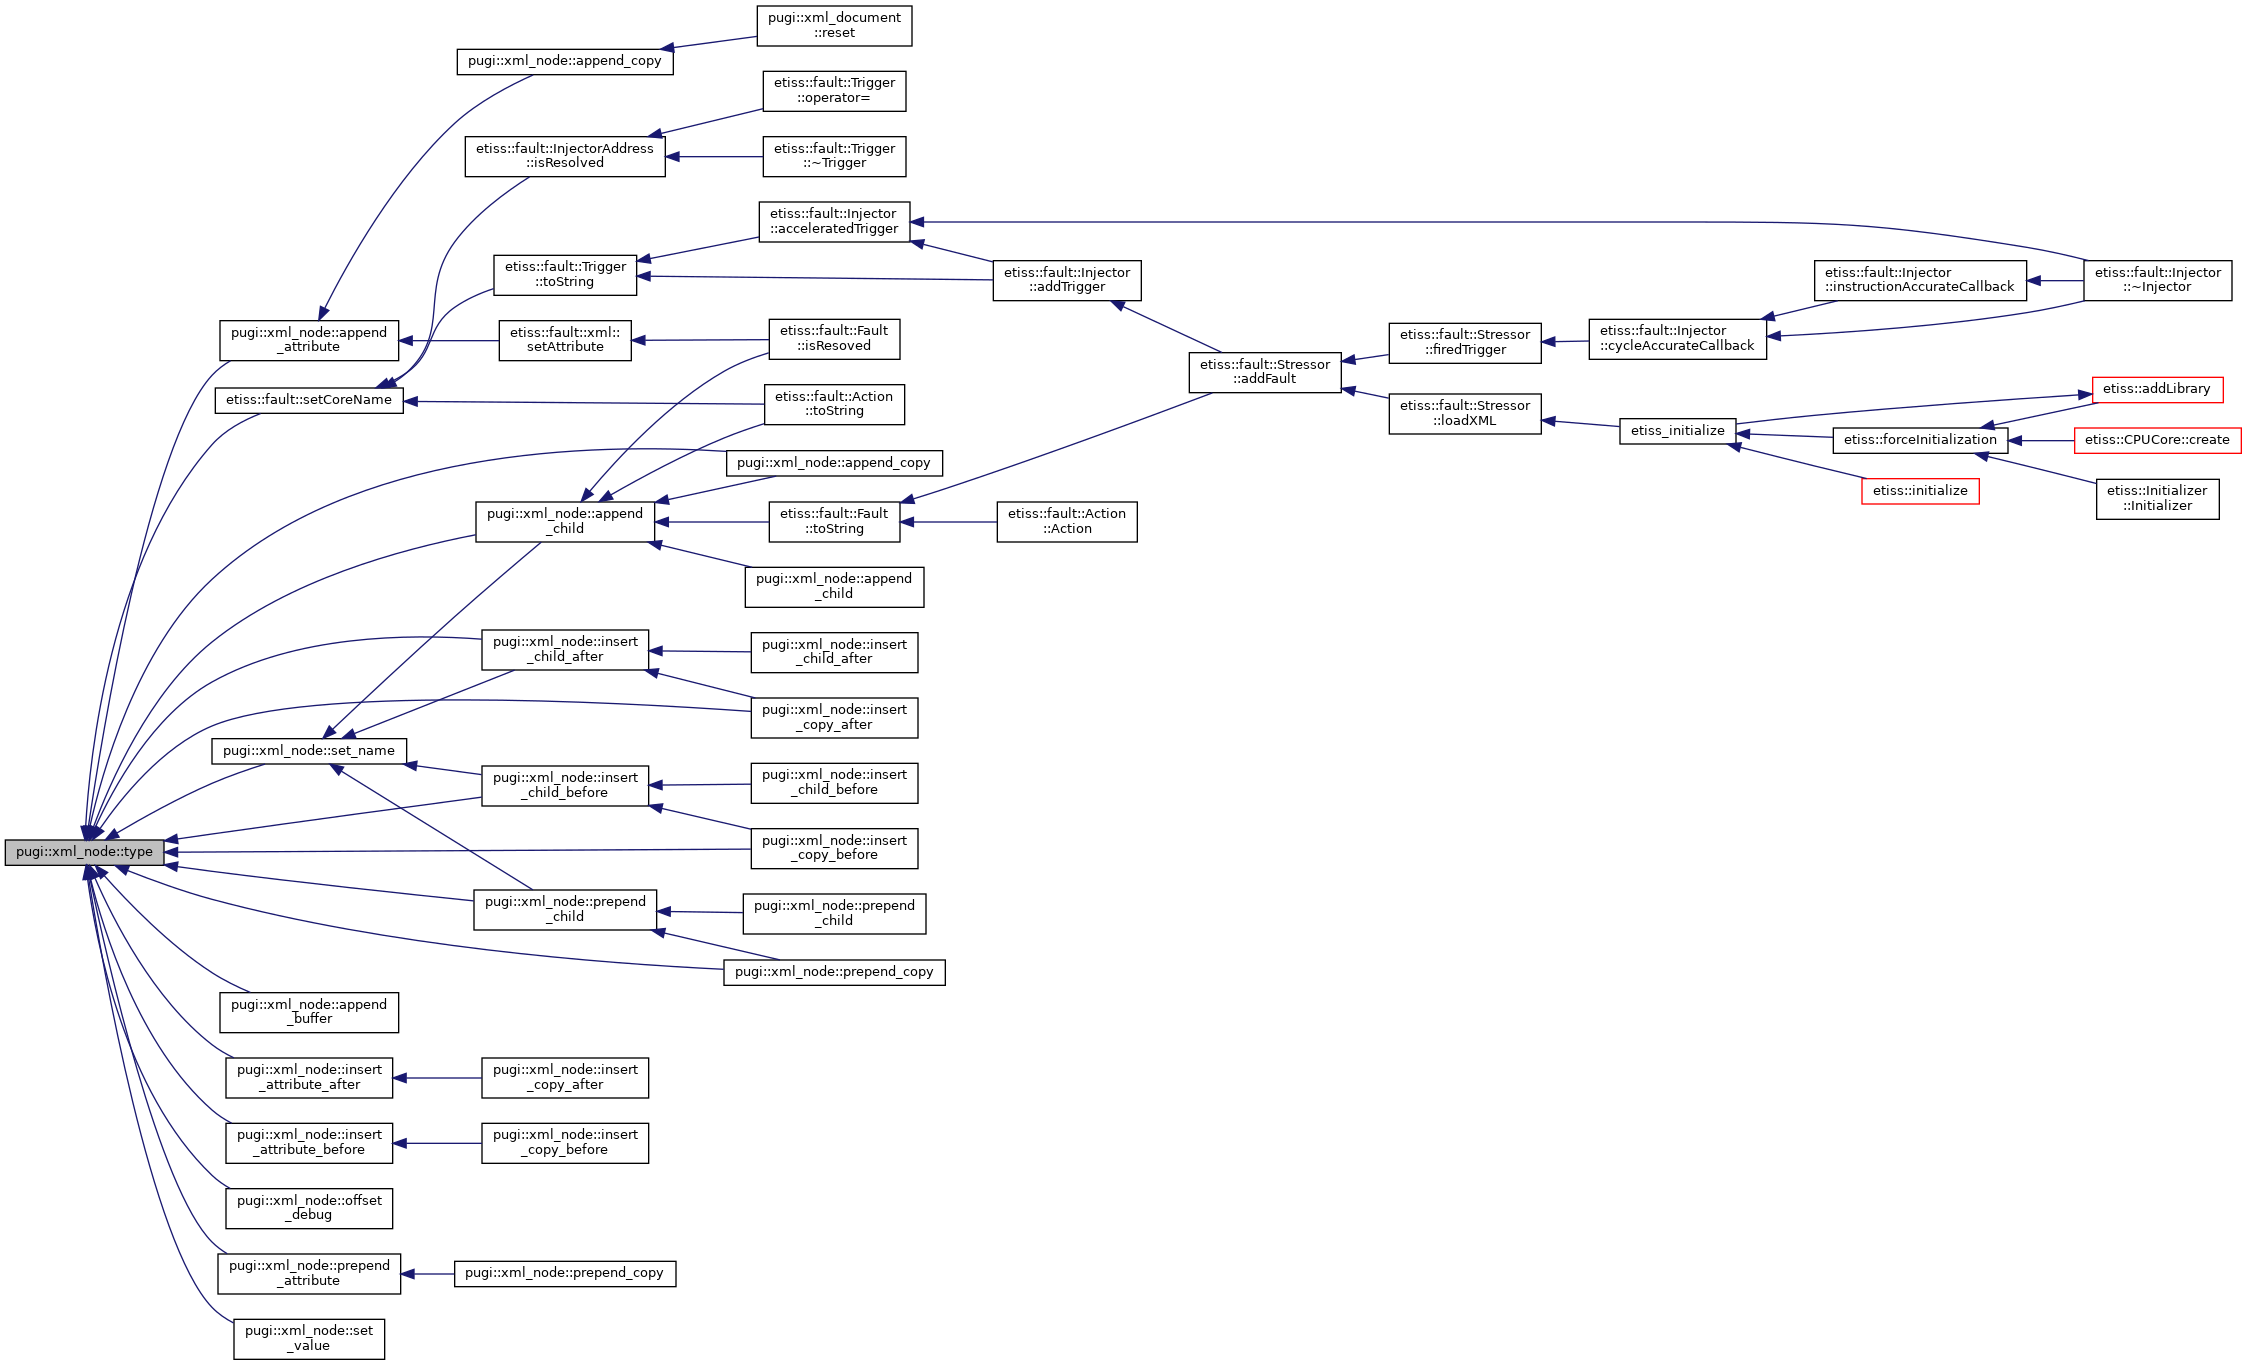 pugi::xml_document
::reset
pugi::xml_node::append_copy
etiss::fault::Trigger
::operator=
etiss::fault::InjectorAddress
::isResolved
etiss::fault::Trigger
::~Trigger
etiss::fault::Injector
::acceleratedTrigger
etiss::fault::Trigger
::toString
etiss::fault::Injector
::addTrigger
etiss::fault::Injector
::instructionAccurateCallback
etiss::fault::Injector
::~Injector
pugi::xml_node::append
_attribute
etiss::fault::xml::
setAttribute
etiss::fault::Fault
::isResoved
etiss::fault::Stressor
::firedTrigger
etiss::fault::Injector
::cycleAccurateCallback
etiss::fault::Stressor
::addFault
etiss::fault::setCoreName
etiss::fault::Action
::toString
etiss::fault::Stressor
::loadXML
etiss::addLibrary
etiss_initialize
etiss::forceInitialization
etiss::CPUCore::create
pugi::xml_node::append_copy
etiss::initialize
etiss::Initializer
::Initializer
pugi::xml_node::append
_child
etiss::fault::Fault
::toString
etiss::fault::Action
::Action
pugi::xml_node::append
_child
pugi::xml_node::insert
_child_after
pugi::xml_node::insert
_child_after
pugi::xml_node::insert
_copy_after
pugi::xml_node::set_name
pugi::xml_node::insert
_child_before
pugi::xml_node::insert
_child_before
pugi::xml_node::type
pugi::xml_node::insert
_copy_before
pugi::xml_node::prepend
_child
pugi::xml_node::prepend
_child
pugi::xml_node::prepend_copy
pugi::xml_node::append
_buffer
pugi::xml_node::insert
_attribute_after
pugi::xml_node::insert
_copy_after
pugi::xml_node::insert
_attribute_before
pugi::xml_node::insert
_copy_before
pugi::xml_node::offset
_debug
pugi::xml_node::prepend
_attribute
pugi::xml_node::prepend_copy
pugi::xml_node::set
_value